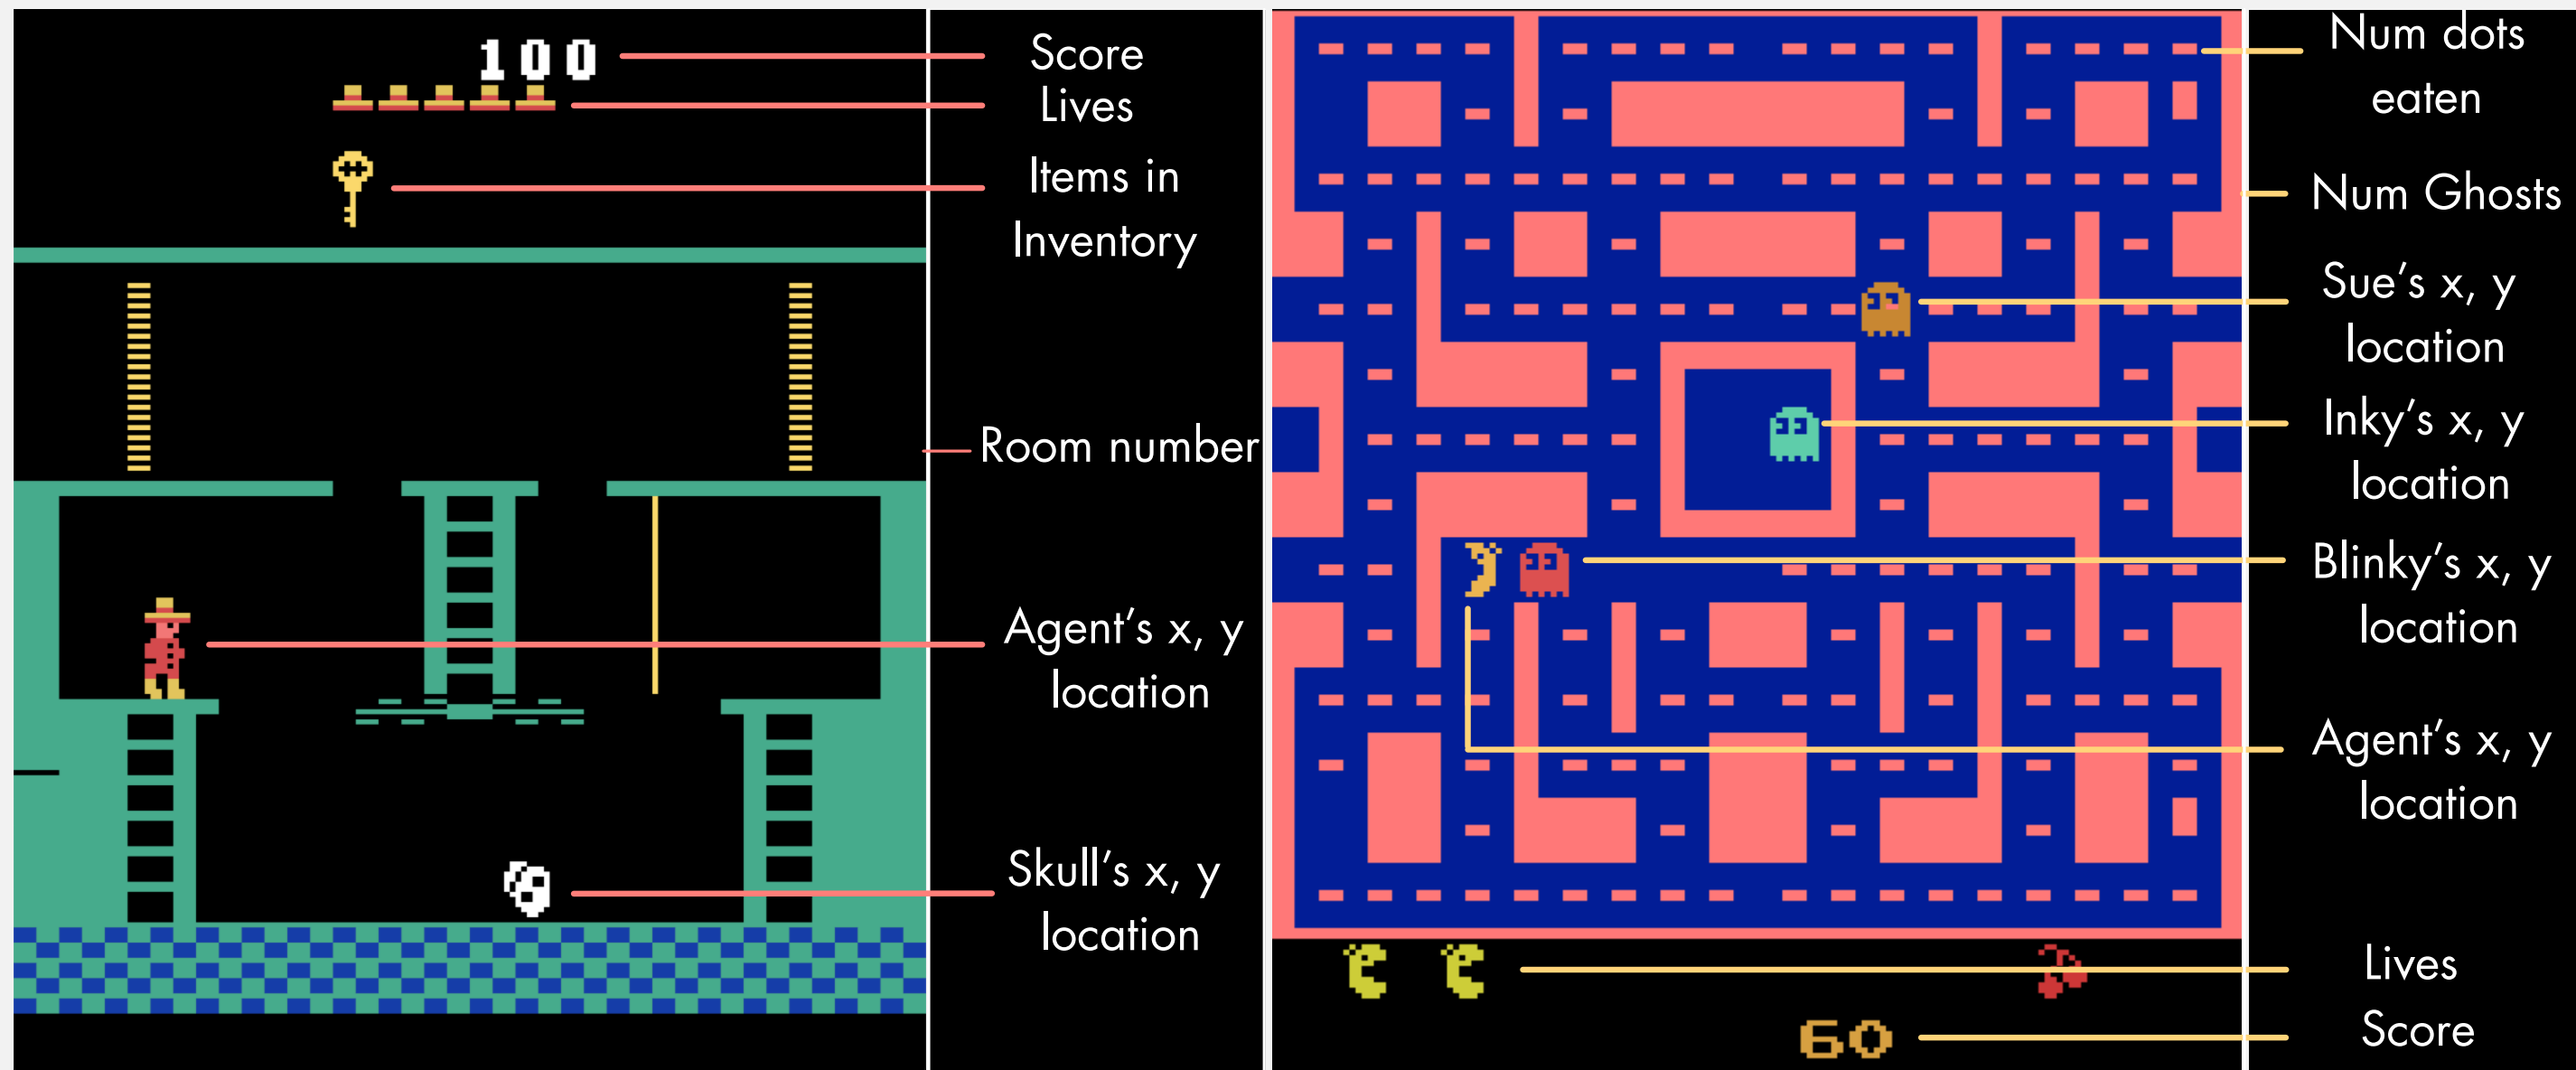 100
Score
Lives
Items in
Inventory
Room number
Agent's x, y
location
Skull's x, y
location
Num dots
eaten
Num Ghosts
Sue's x, y
location
Inky's x, y
location
Blinky's x, y
location
Agent's x, y
location
Lives
Score
60